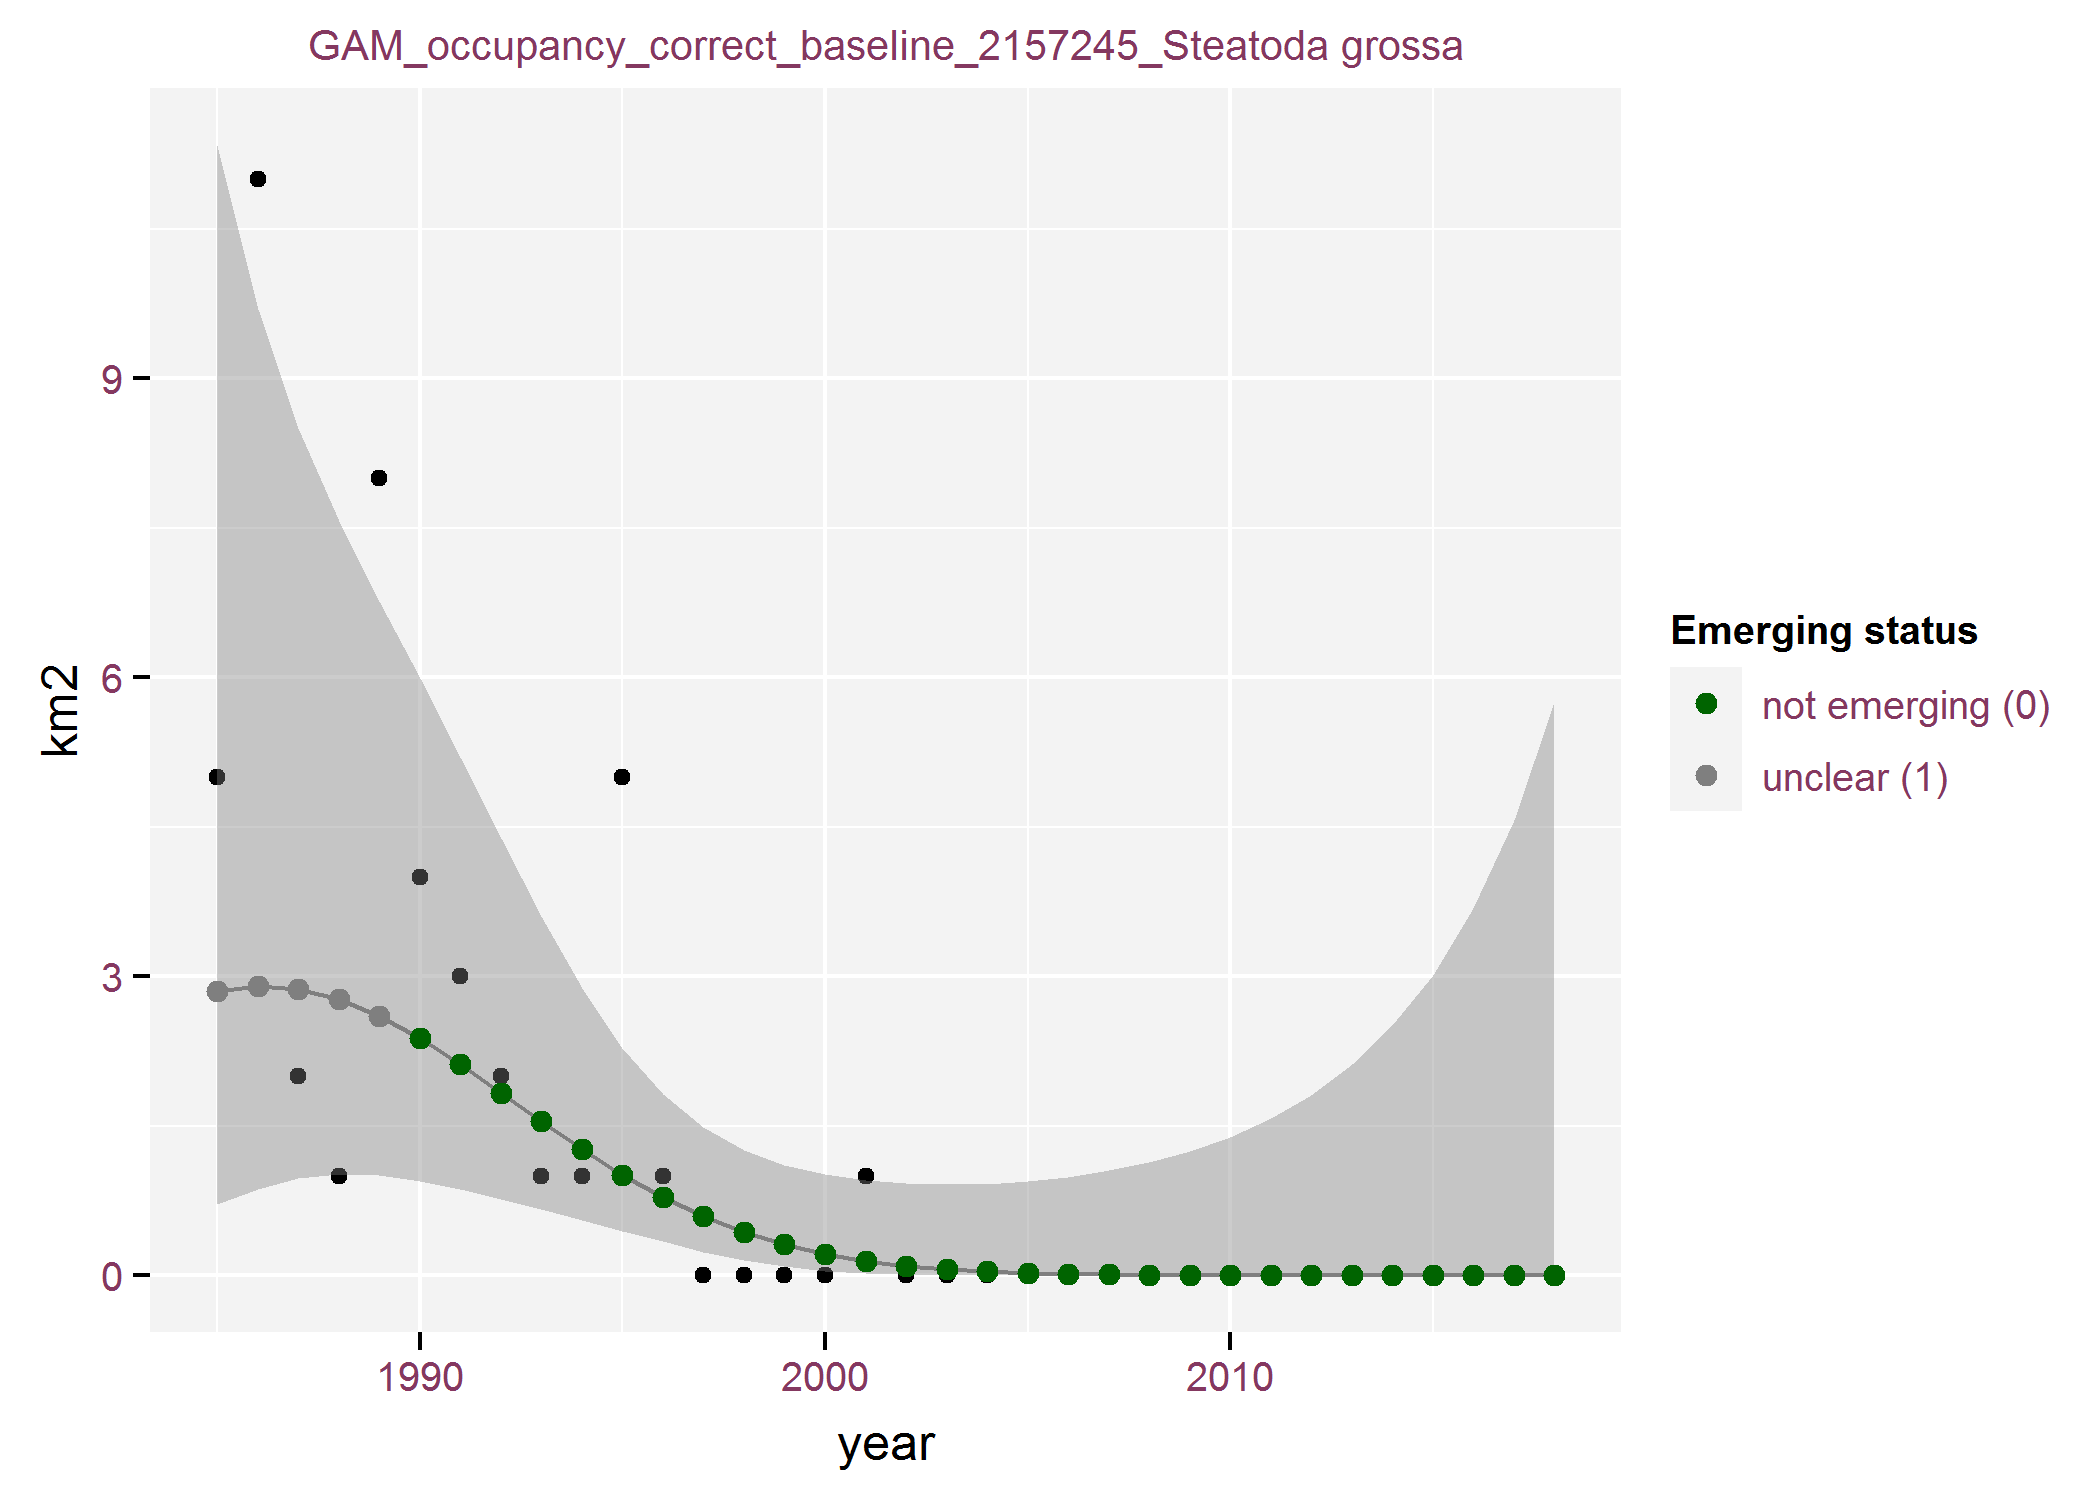 GAM_occupancy_correct_baseline_2157245_Steatoda grossa
9
6
3
0
km2
1990
2000
2010
year
Emerging status
not emerging (0)
unclear (1)